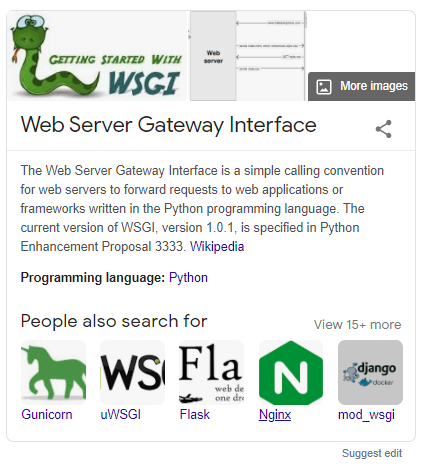 GETTING STARTED WITH
WSGI
Web
server
More images
Web Server Gateway Interface
The Web Server Gateway Interface is a simple calling convention
for web servers to forward requests to web applications or
frameworks written in the Python programming language. The
current version of WSGI, version 1.0.1, is specified in Python
Enhancement Proposal 3333. Wikipedia
Programming language: Python
People also search for
View 15+ more
WS
Fla
web de
one dro
N
django
docker
Gunicorn
uWSGI
Flask
Nginx
mod_wsgi
Suggest edit